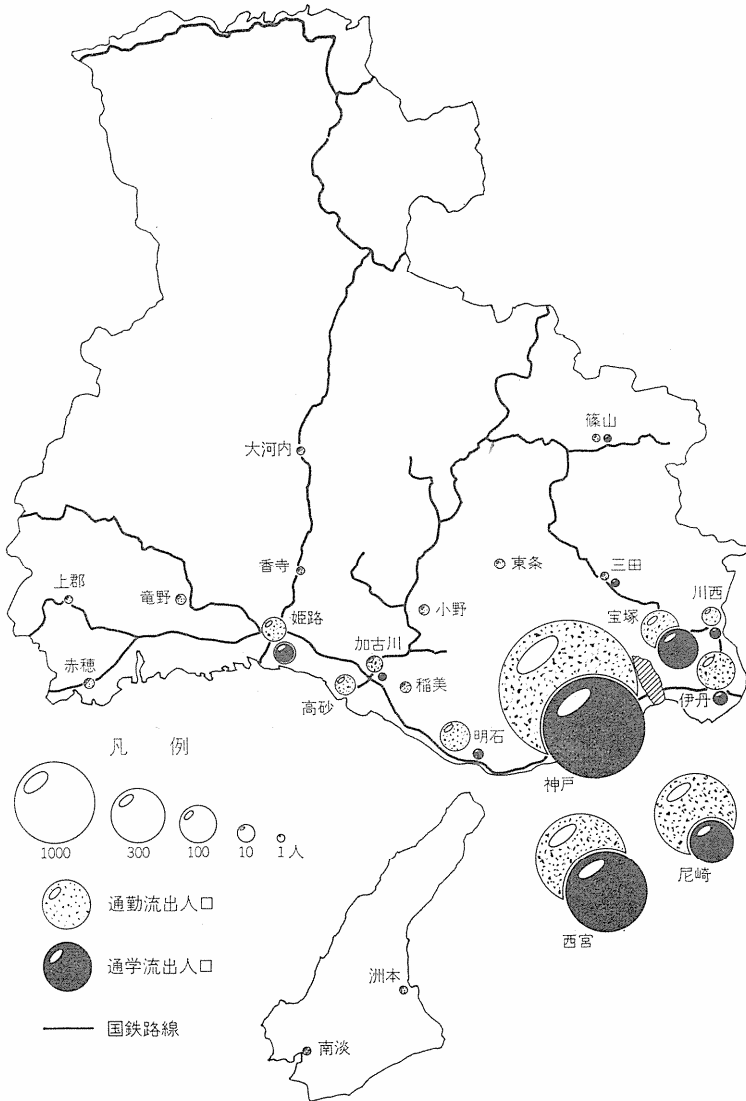 篠山
大河内
東条
香寺
三田
上郡
竜野
川西
小野
宝塚
姫路
加古川
赤穂
稲美
伊丹
高砂
明石
凡 例
神戸
1000 300 100 10 1人
尼崎
通勤流出人口
西宮
通学流出人口
洲本
国鉄路線
南淡